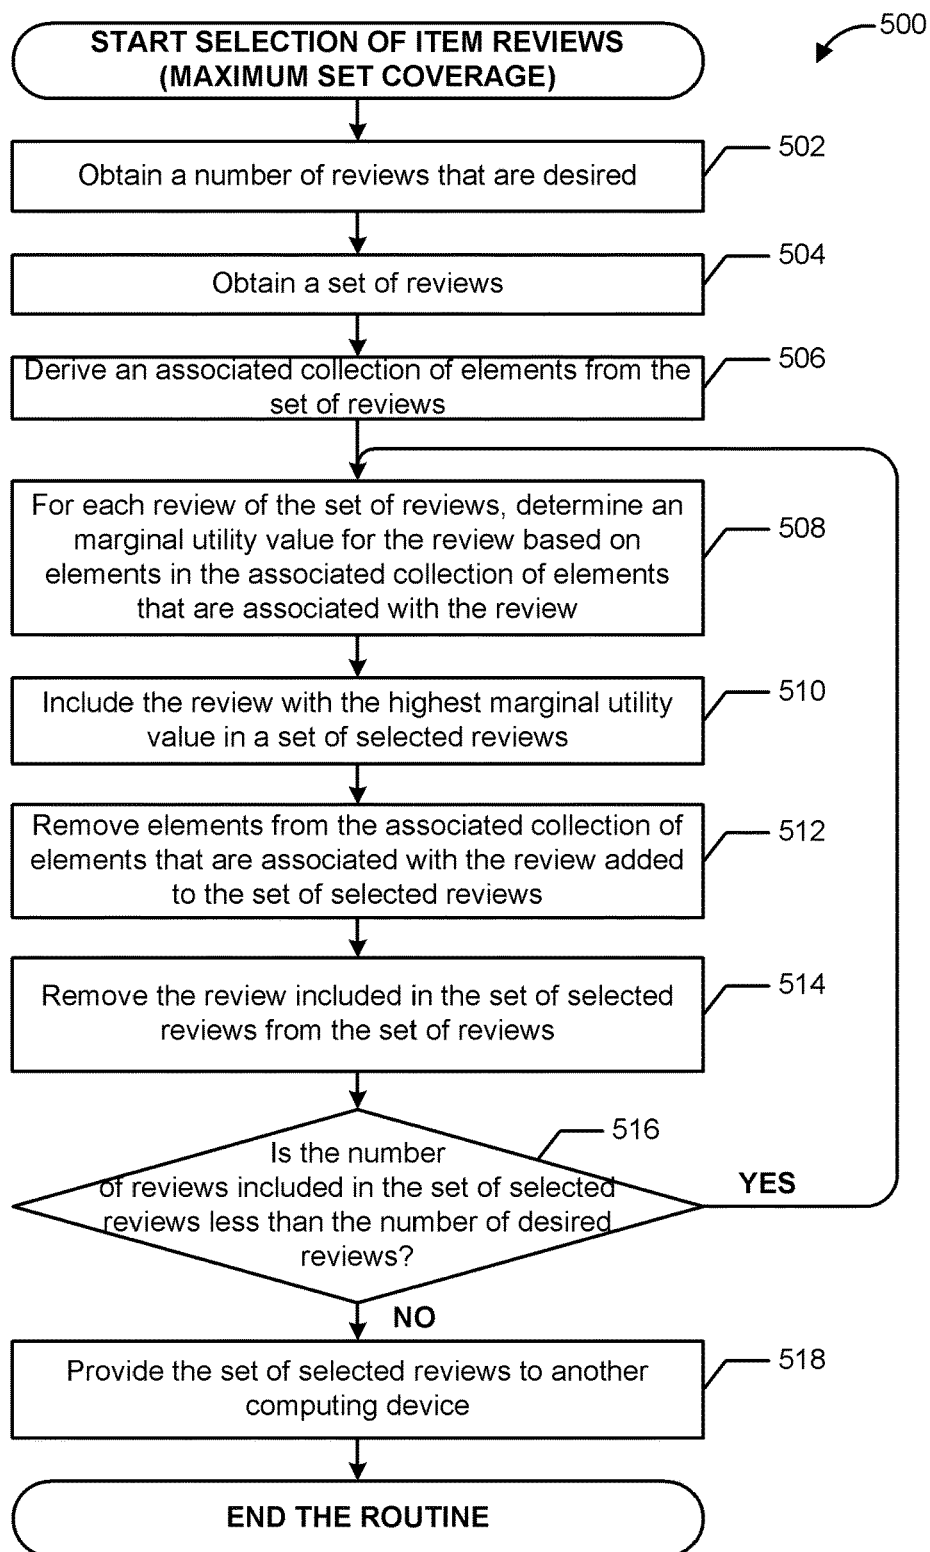 START SELECTION OF ITEM REVIEWS
(MAXIMUM SET COVERAGE)
500
Obtain a number of reviews that are desired
502
Obtain a set of reviews
504
Derive an associated collection of elements from the
set of reviews
506
For each review of the set of reviews, determine an
marginal utility value for the review based on
elements in the associated collection of elements
that are associated with the review
508
Include the review with the highest marginal utility
value in a set of selected reviews
510
Remove elements from the associated collection of
elements that are associated with the review added
to the set of selected reviews
512
Remove the review included in the set of selected
reviews from the set of reviews
514
Is the number
of reviews included in the set of selected
reviews less than the number of desired
reviews?
516
YES
NO
Provide the set of selected reviews to another
computing device
518
END THE ROUTINE